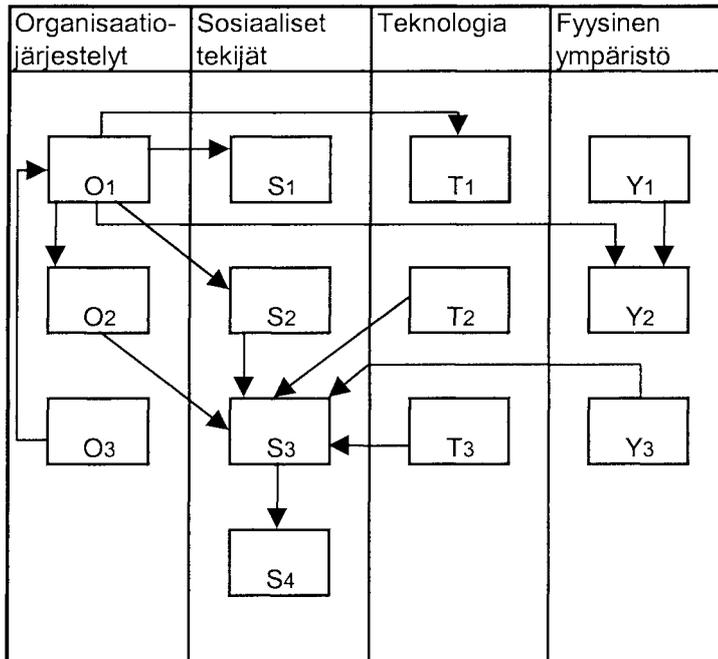 Organisaatio-
järjestelyt
Sosiaaliset
tekijät
Teknologia
Fyysinen
ympäristö
O1
S1
T1
Y1
O2
S2
T2
Y2
O3
S3
T3
Y3
S4